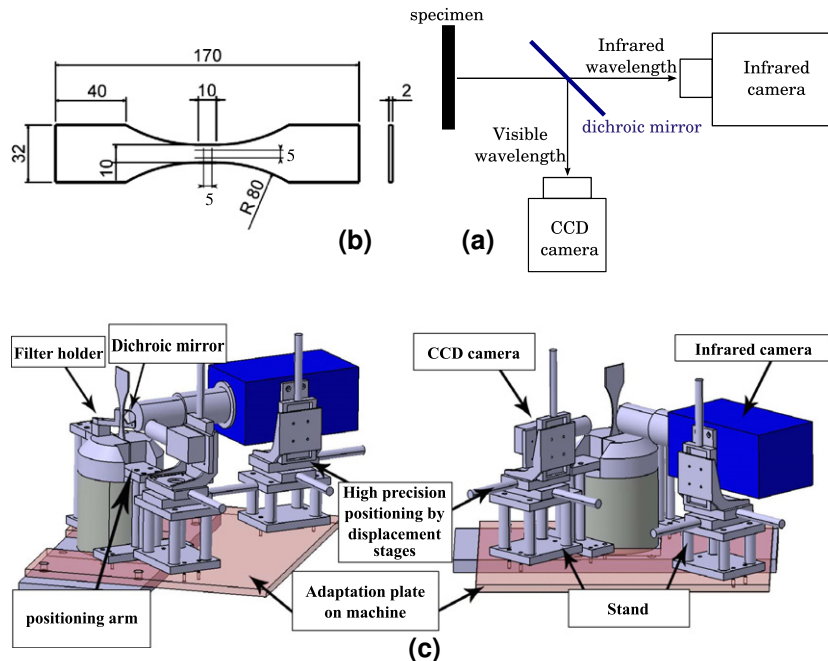 170
40
10
2
32
10
5
5
R 80
(b)
specimen
Infrared
wavelength
Infrared
camera
dichroic mirror
Visible
wavelength
CCD
camera
(a)
Filter holder
Dichroic mirror
CCD camera
Infrared camera
High precision
positioning by
displacement
stages
positioning arm
Adaptation plate
on machine
Stand
(c)